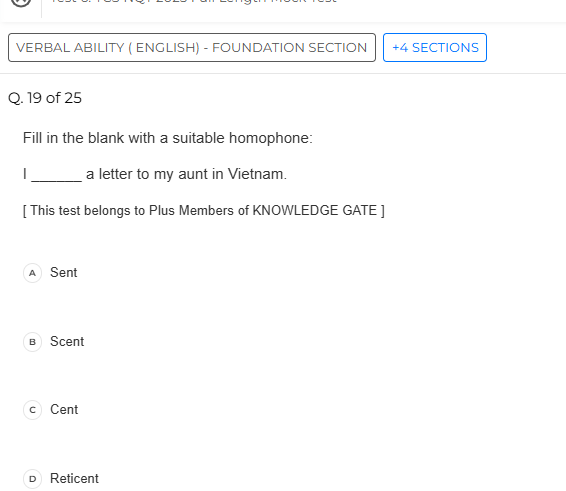 VERBAL ABILITY ( ENGLISH) - FOUNDATION SECTION
+4 SECTIONS
Q. 19 of 25
Fill in the blank with a suitable homophone:
I ______ a letter to my aunt in Vietnam.
[ This test belongs to Plus Members of KNOWLEDGE GATE ]
A Sent
B Scent
C Cent
D Reticent